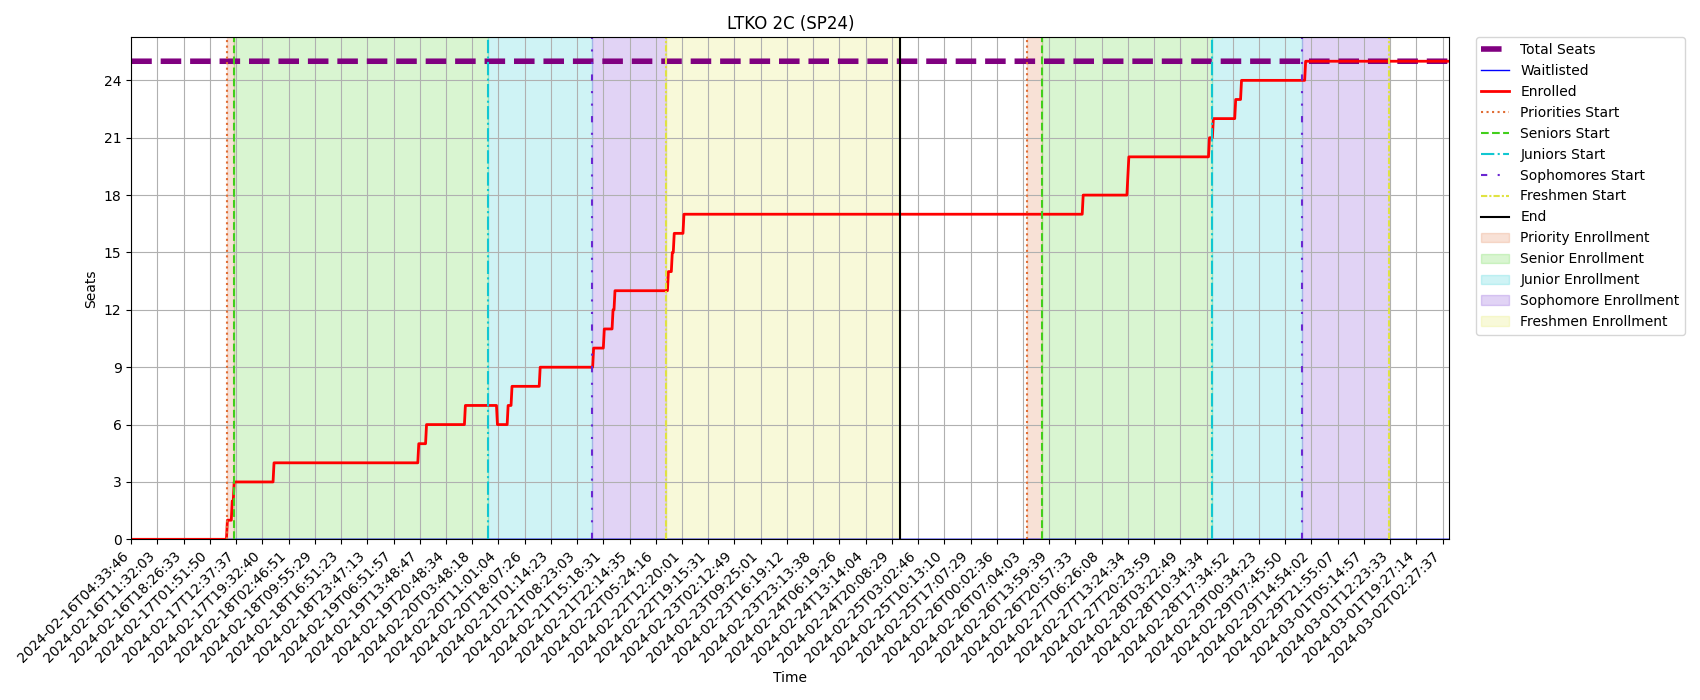 LTKO 2C (SP24)
Seats
24
21
18
15
12
9
6
3
0
2024-02-16T04:33:46
2024-02-16T11:32:03
2024-02-16T18:26:33
2024-02-17T01:51:50
2024-02-17T12:37:37
2024-02-17T19:32:40
2024-02-18T02:46:51
2024-02-18T09:55:29
2024-02-18T16:51:23
2024-02-18T23:47:13
2024-02-19T06:51:57
2024-02-19T13:48:47
2024-02-19T20:48:34
2024-02-20T03:48:18
2024-02-20T11:01:04
2024-02-20T18:07:26
2024-02-21T01:14:23
2024-02-21T08:23:03
2024-02-21T15:18:31
2024-02-21T22:14:35
2024-02-22T05:24:16
2024-02-22T12:20:01
2024-02-22T19:15:31
2024-02-23T02:12:49
2024-02-23T09:25:01
2024-02-23T16:19:12
2024-02-23T23:13:38
2024-02-24T06:19:26
2024-02-24T13:14:04
2024-02-24T20:08:29
2024-02-25T03:02:46
2024-02-25T10:13:10
2024-02-25T17:07:29
2024-02-26T00:02:36
2024-02-26T07:04:03
2024-02-26T13:59:39
2024-02-26T20:57:33
2024-02-27T06:26:08
2024-02-27T13:24:34
2024-02-27T20:23:59
2024-02-28T03:22:49
2024-02-28T10:34:34
2024-02-28T17:34:52
2024-02-29T00:34:23
2024-02-29T07:45:50
2024-02-29T14:54:02
2024-02-29T21:55:07
2024-03-01T05:14:57
2024-03-01T12:23:33
2024-03-01T19:27:14
2024-03-02T02:27:37
Time
Total Seats
Waitlisted
Enrolled
Priorities Start
Seniors Start
Juniors Start
Sophomores Start
Freshmen Start
End
Priority Enrollment
Senior Enrollment
Junior Enrollment
Sophomore Enrollment
Freshmen Enrollment